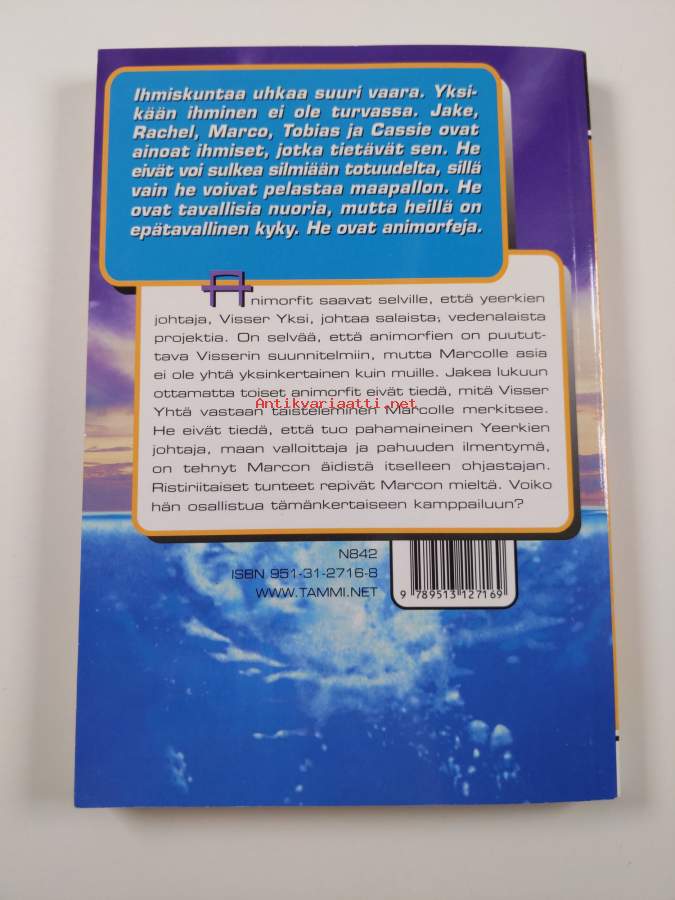 Ihmiskuntaa uhkaa suuri vaara. Yksi-
kään ihminen ei ole turvassa. Jake,
Rachel, Marco, Tobias ja Cassie ovat
ainoat ihmiset, jotka tietävät sen. He
eivät voi sulkea silmiään totuudelta, sillä
vain he voivat pelastaa maapallon. He
ovat tavallisia nuoria, mutta heillä on
epätavallinen kyky. He ovat animorfeja.
Animorfit saavat selville, että yeerkien
johtaja, Visser Yksi, johtaa salaista, vedenalaista
projektia. On selvää, että animorfien on puutut-
tava Visserin suunnitelmiin, mutta Marcolle asia
ei ole yhtä yksinkertainen kuin muille. Jakea lukuun
ottamatta toiset animorfit eivät tiedä, mitä Visser
Antikvariaatti.net
Yhtä vastaan taisteleminen Marcolle merkitsee.
He eivät tiedä, että tuo pahamaineinen Yeerkien
johtaja, maan valloittaja ja pahuuden ilmentymä,
on tehnyt Marcon äidistä itselleen ohjastajan.
Ristiriitaiset tunteet repivät Marcon mieltä. Voiko
hän osallistua tämänkertaiseen kamppailuun?
N842
ISBN 951-31-2716-8
WWW.TAMMI.NET
9 789513 127169